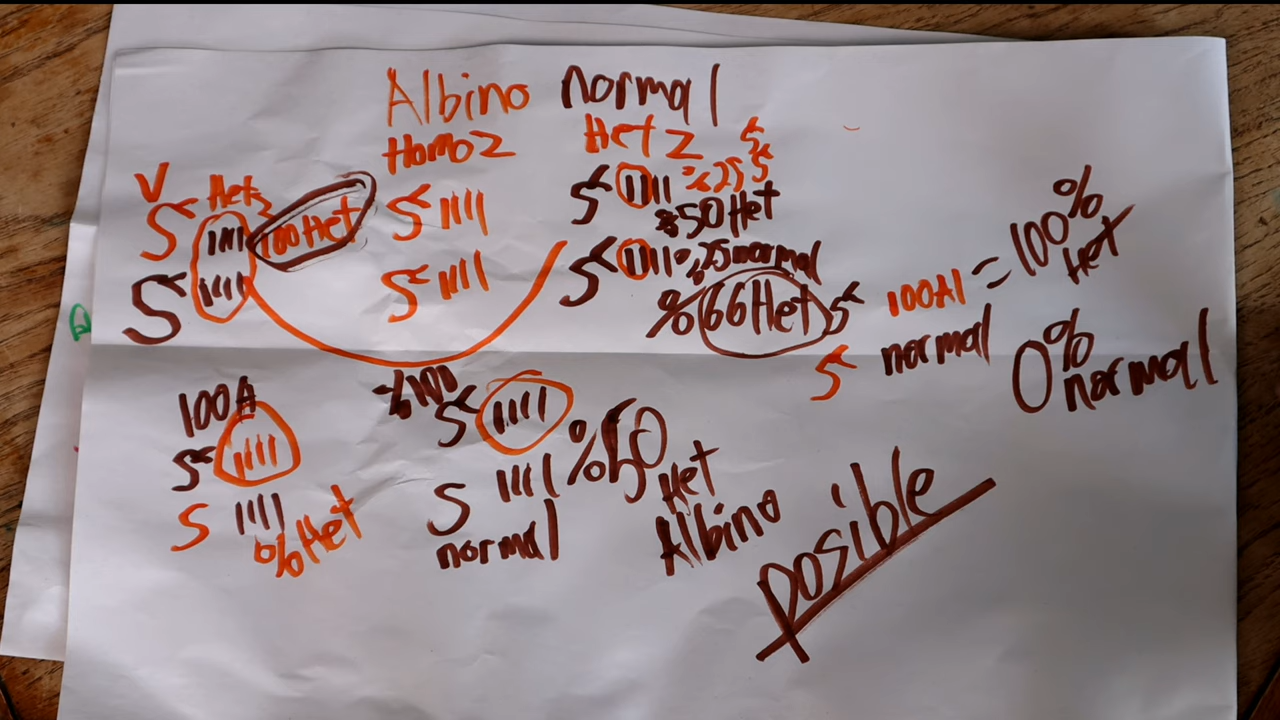 Albino normal
Homoz
Hetz
V
S Het
100 Het
S
S
S
S %25 S
%50 Het
S %25 normal
%66 Het S
S
100Al
normal
=
100%
Het
0%
normal
100A
S
S
% Het
%100
S
S
normal
%50
Het
Albino
posible